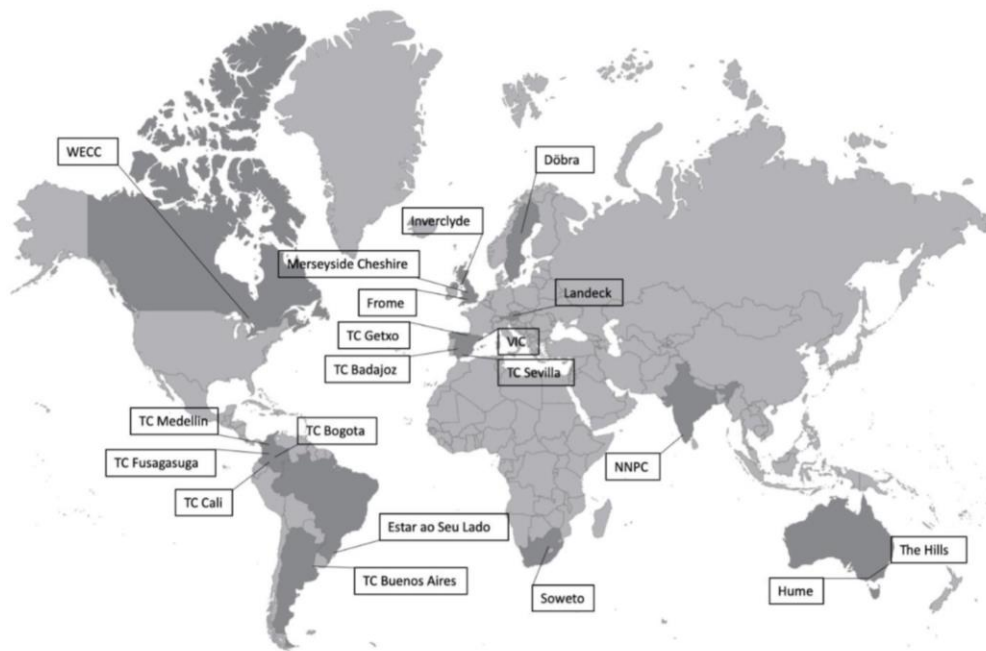 WECC
Döbra
Inverclyde
Merseyside Cheshire
Landeck
Frome
TC Getxo
VIC
TC Badajoz
TC Sevilla
TC Medellin
TC Bogota
TC Fusagasuga
NNPC
TC Cali
Estar ao Seu Lado
The Hills
TC Buenos Aires
Hume
Soweto